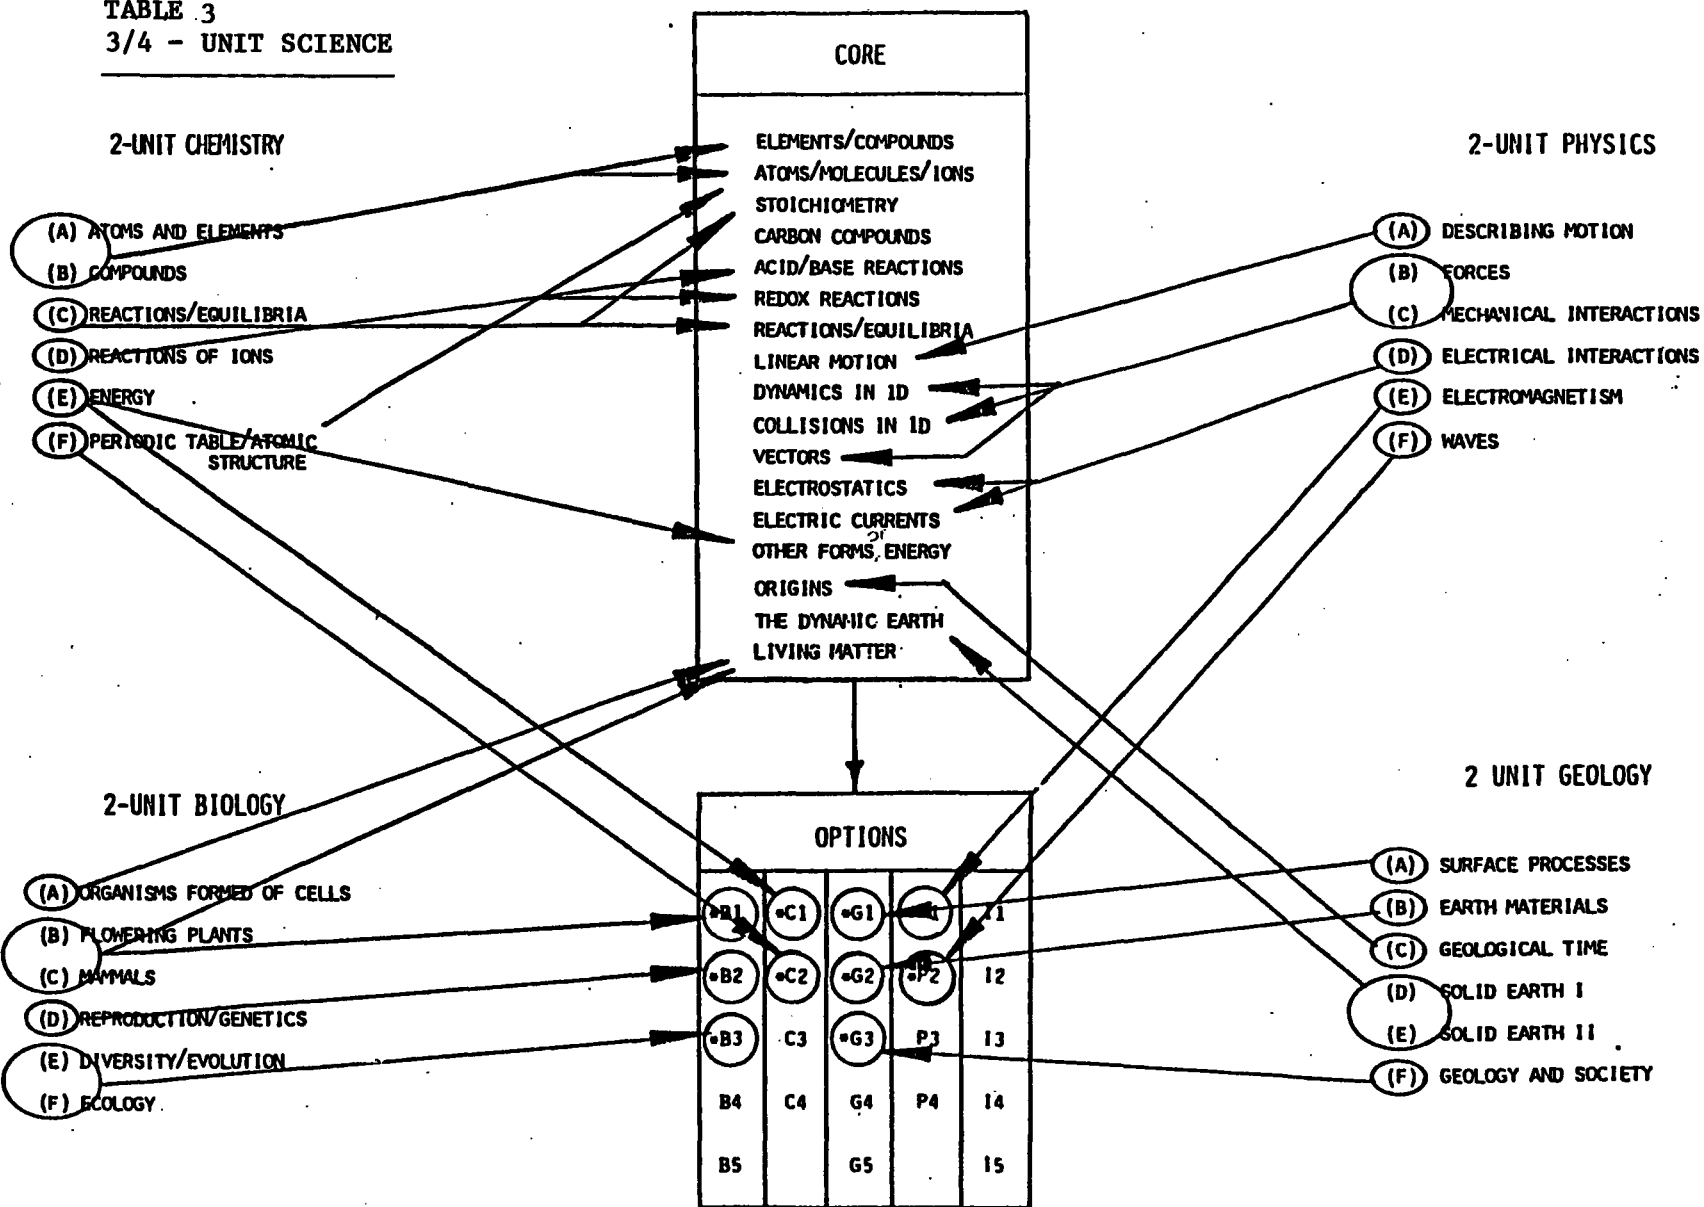 TABLE 3
3/4 - UNIT SCIENCE
CORE
ELEMENTS/COMPOUNDS
ATOMS/MOLECULES/IONS
STOICHIOMETRY
CARBON COMPOUNDS
ACID/BASE REACTIONS
REDOX REACTIONS
REACTIONS/EQUILIBRIA
LINEAR MOTION
DYNAMICS IN 1D
COLLISIONS IN 1D
VECTORS
ELECTROSTATICS
ELECTRIC CURRENTS
OTHER FORMS OF ENERGY
ORIGINS
THE DYNAMIC EARTH
LIVING MATTER
2-UNIT CHEMISTRY
(A) ATOMS AND ELEMENTS
(B) COMPOUNDS
(C) REACTIONS/EQUILIBRIA
(D) REACTIONS OF IONS
(E) ENERGY
(F) PERIODIC TABLE/ATOMIC
STRUCTURE
2-UNIT PHYSICS
(A) DESCRIBING MOTION
(B) FORCES
(C) MECHANICAL INTERACTIONS
(D) ELECTRICAL INTERACTIONS
(E) ELECTROMAGNETISM
(F) WAVES
2-UNIT BIOLOGY
(A) ORGANISMS FORMED OF CELLS
(B) FLOWERING PLANTS
(C) MAMMALS
(D) REPRODUCTION/GENETICS
(E) DIVERSITY/EVOLUTION
(F) ECOLOGY
2 UNIT GEOLOGY
(A) SURFACE PROCESSES
(B) EARTH MATERIALS
(C) GEOLOGICAL TIME
(D) SOLID EARTH I
(E) SOLID EARTH II
(F) GEOLOGY AND SOCIETY
OPTIONS
*B1 *C1 *G1 I1
*B2 *C2 *G2 *P2 I2
*B3 C3 *G3 P3 I3
B4 C4 G4 P4 I4
B5 G5 I5